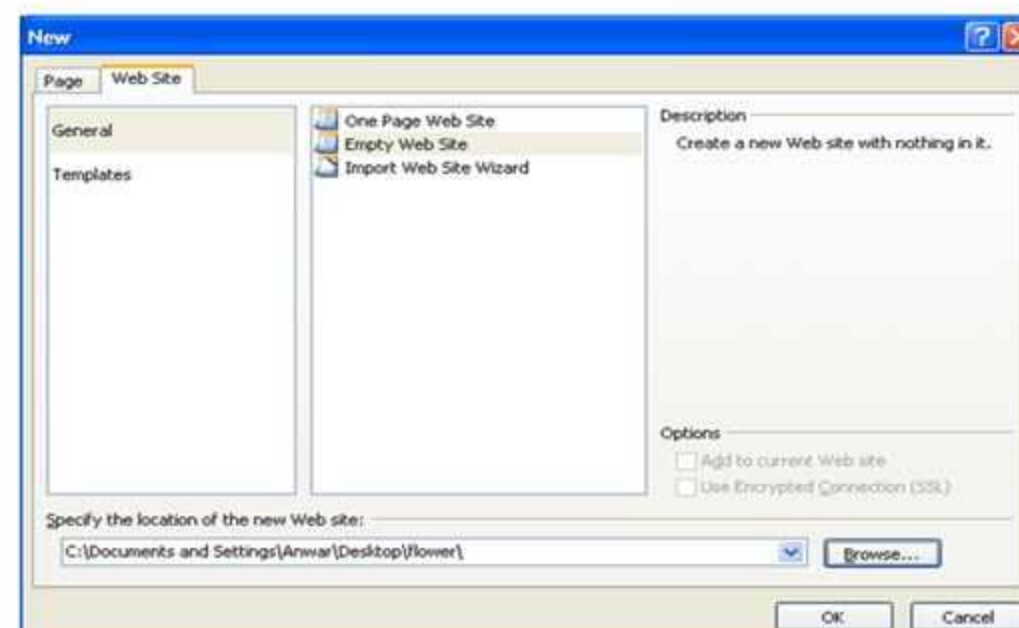 New
Page
Web Site
General
Templates
One Page Web Site
Empty Web Site
Import Web Site Wizard
Description
Create a new Web site with nothing in it.
Options
Add to current Web site
Use Encrypted Connection (SSL)
Specify the location of the new Web site:
C:\Documents and Settings\Anwar\Desktop\flower\
Browse...
OK
Cancel